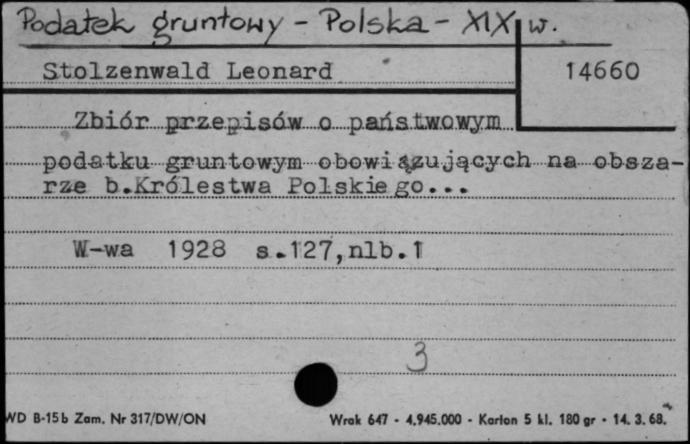 Podatek gruntowy - Polska - XIX w.
Stolzenwald Leonard
14660
Zbiór przepisów o państwowym
podatku gruntowym obowiązujących na obsza-
rze b.Królestwa Polskiego...
W-wa 1928 s.127,nlb.1
3
WD B-15b Zam. Nr 317/DW/ON
Wrok 647 - 4.945.000 - Karton 5 kl. 180 gr - 14. 3. 68.